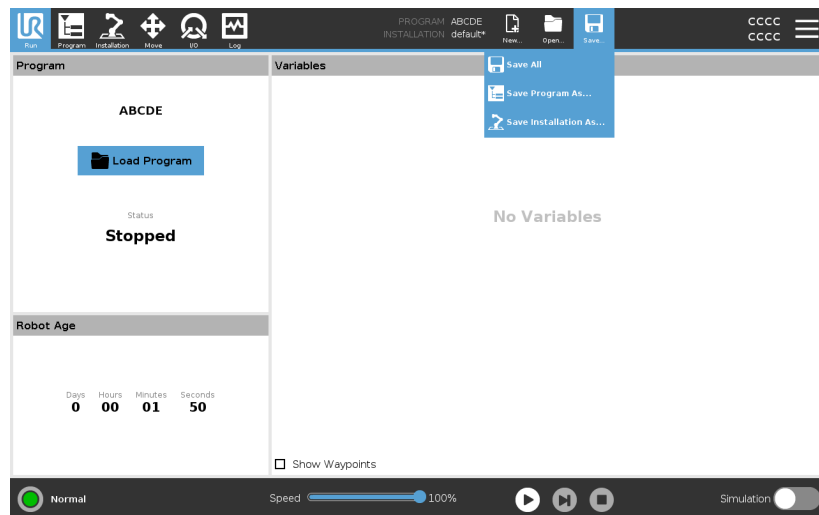 UR
PROGRAM ABCDE
INSTALLATION default*
Run Program Installation Move I/O Log
New... Open... Save...
CCCC
CCCC
Save All
Save Program As...
Save Installation As...
Program
ABCDE
Load Program
Status
Stopped
Variables
No Variables
Robot Age
Days Hours Minutes Seconds
0 00 01 50
Show Waypoints
Normal
Speed 100%
Simulation